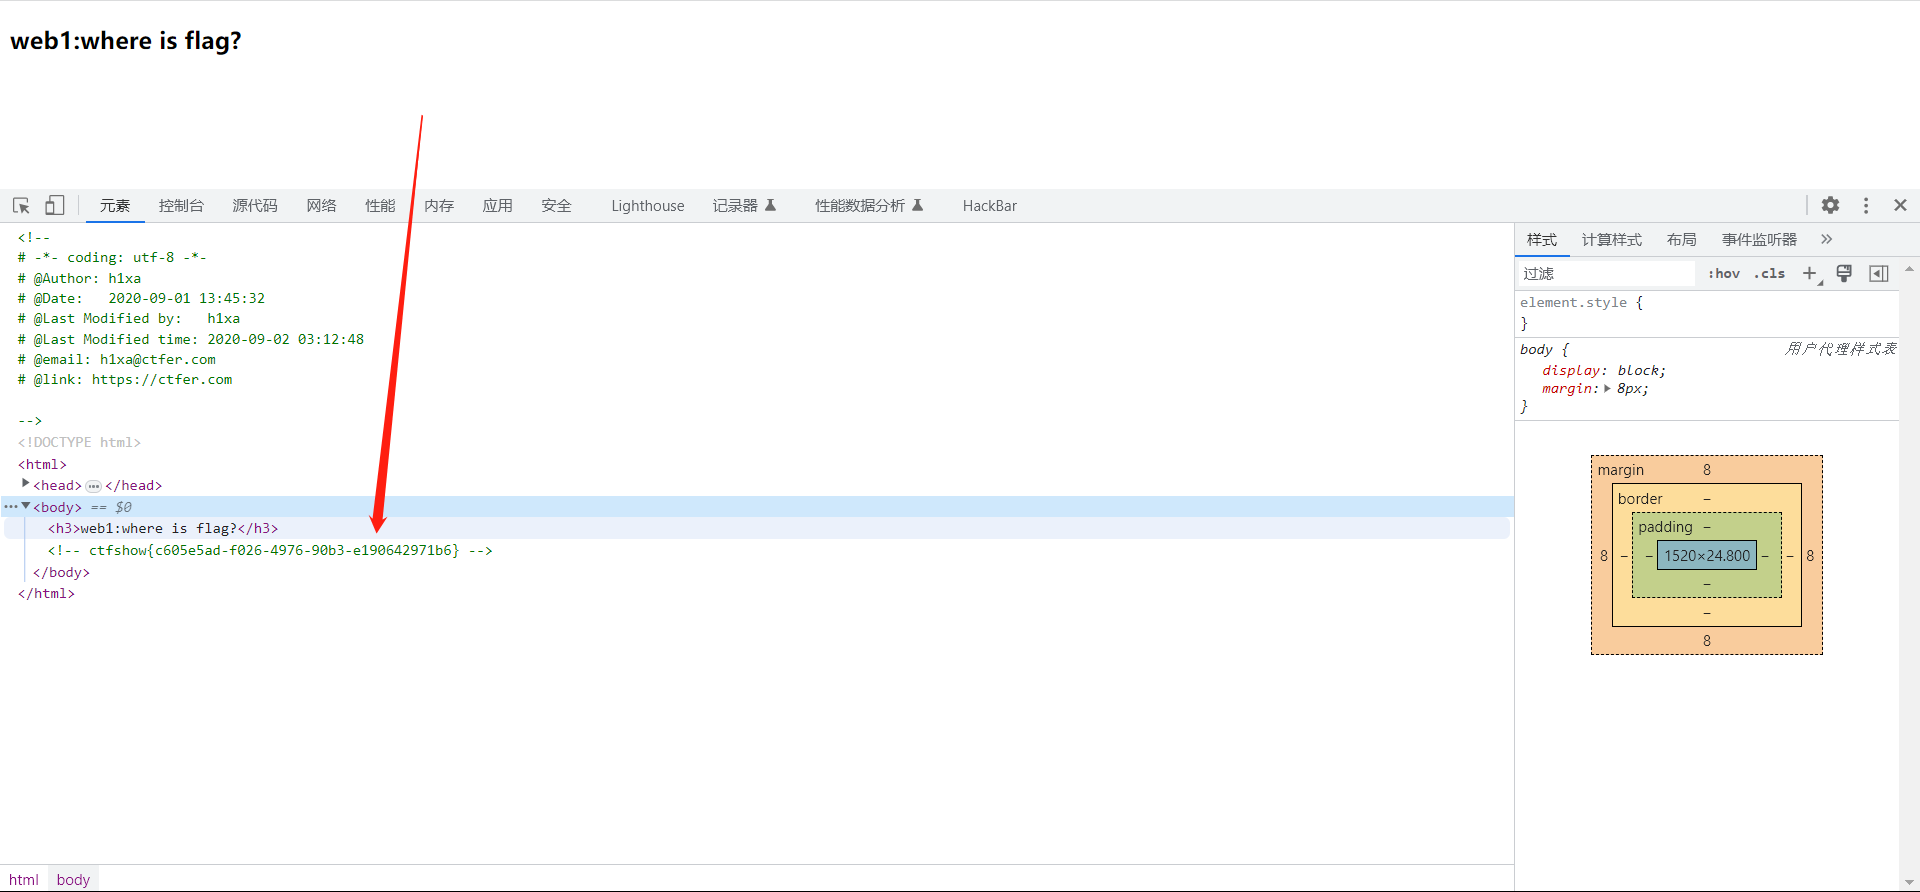 web1:where is flag?
元素 控制台 源代码 网络 性能 内存 应用 安全 Lighthouse 记录器 性能数据分析 HackBar
<!--
# -*- coding: utf-8 -*-
# @Author: h1xa
# @Date:   2020-09-01 13:45:32
# @Last Modified by:   h1xa
# @Last Modified time: 2020-09-02 03:12:48
# @email: h1xa@ctfer.com
# @link: https://ctfer.com
-->
<!DOCTYPE html>
<html>
<head>…</head>
…<body> == $0
<h3>web1:where is flag?</h3>
<!-- ctfshow{c605e5ad-f026-4976-90b3-e190642971b6} -->
</body>
</html>
html body
样式 计算样式 布局 事件监听器 »
过滤 :hov .cls +
element.style {
}
body { 用户代理样式表
display: block;
margin: 8px;
}
margin 8
border –
padding –
8 – – 1520×24.800 – – 8
–
–
8